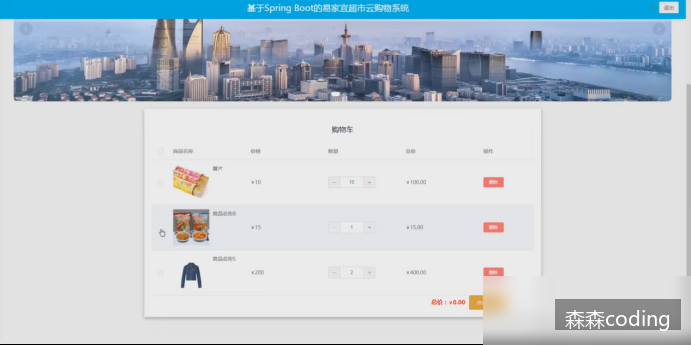 基于Spring Boot的易家宜超市云购物系统
退出
购物车
商品名称 价格 数量 总价 操作
薯片
￥10 10 ￥100.00 删除
商品名称8
￥15 1 ￥15.00 删除
商品名称5
￥200 2 ￥400.00 删除
总价：￥0.00
森森coding